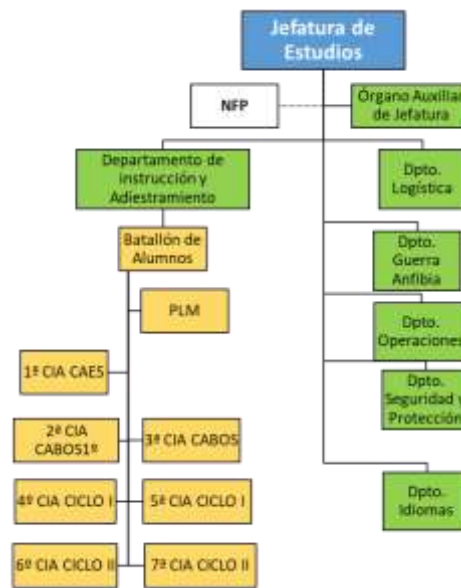 Jefatura de
Estudios
NFP
Órgano Auxiliar
de Jefatura
Departamento de
instrucción y
Adiestramiento
Dpto.
Logística
Batallón de
Alumnos
Dpto.
Guerra
Anfibia
PLM
Dpto.
Operaciones
1ª CIA CAES
Dpto.
Seguridad y
Protección
2ª CIA
CABOS1º
3ª CIA CABOS
4º CIA CICLO I
5ª CIA CICLO I
Dpto.
Idiomas
6º CIA CICLO II
7ª CIA CICLO II